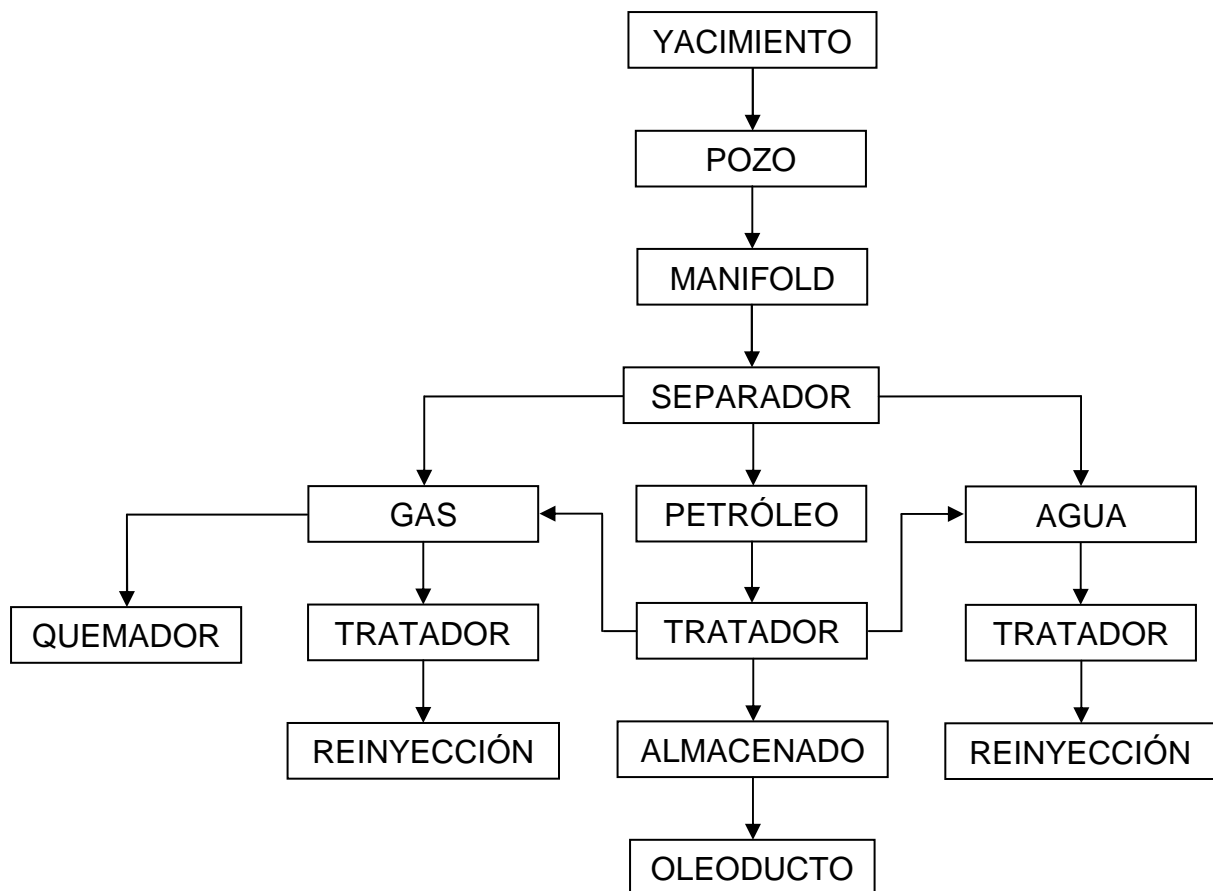 YACIMIENTO
POZO
MANIFOLD
SEPARADOR
GAS
PETRÓLEO
AGUA
QUEMADOR
TRATADOR
TRATADOR
TRATADOR
REINYECCIÓN
ALMACENADO
REINYECCIÓN
OLEODUCTO